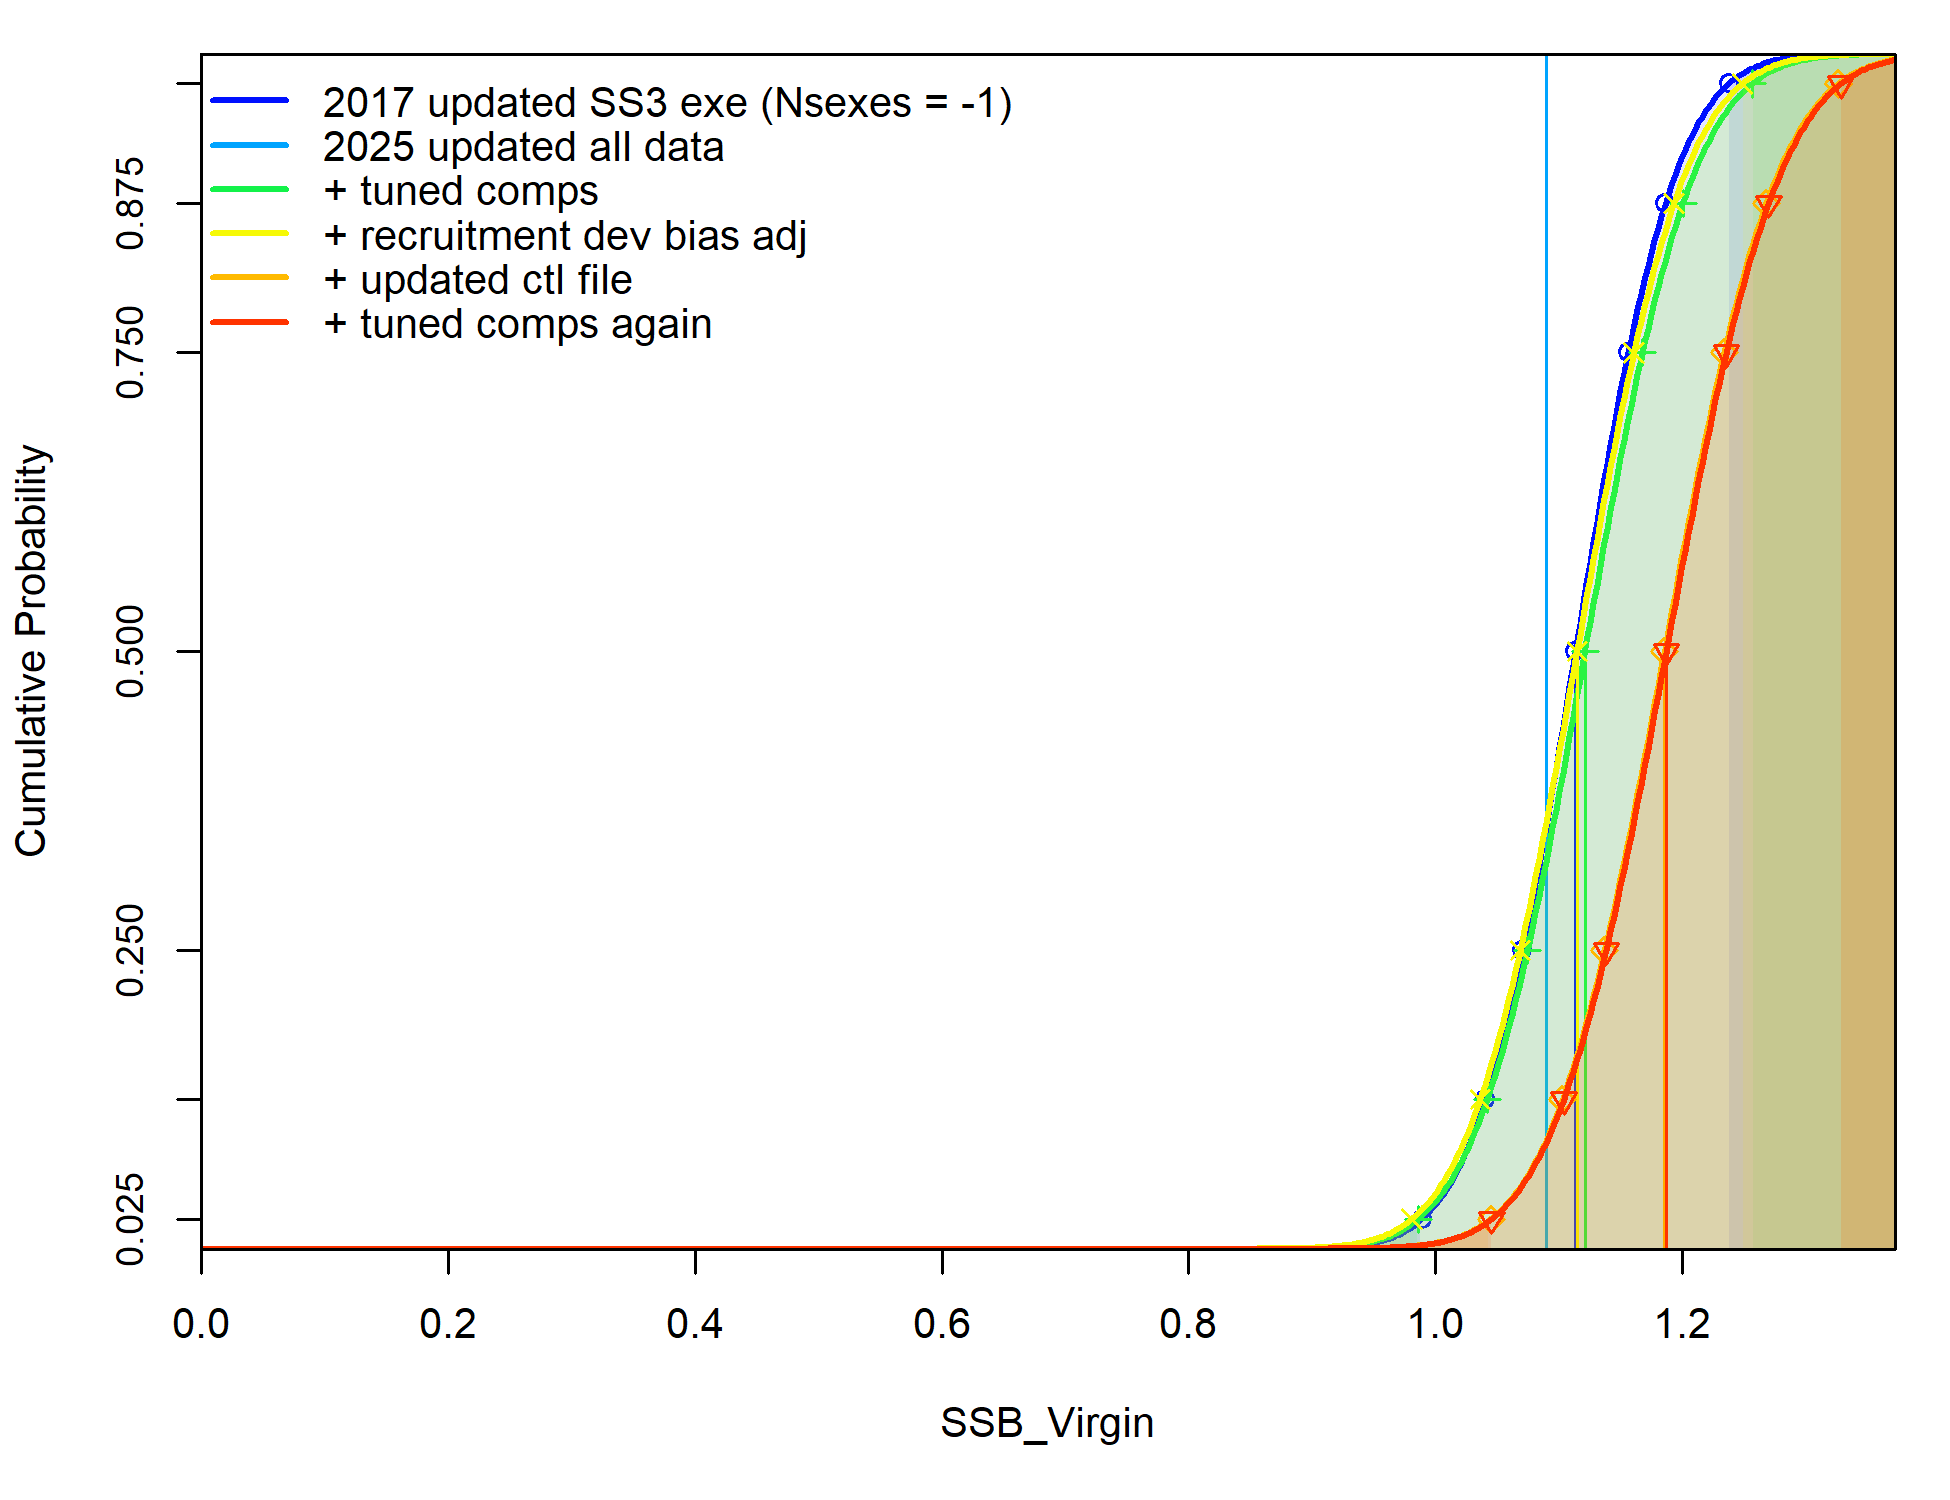 2017 updated SS3 exe (Nsexes = -1)
2025 updated all data
+ tuned comps
+ recruitment dev bias adj
+ updated ctl file
+ tuned comps again
Cumulative Probability
0.875
0.750
0.500
0.250
0.025
0.0 0.2 0.4 0.6 0.8 1.0 1.2
SSB_Virgin